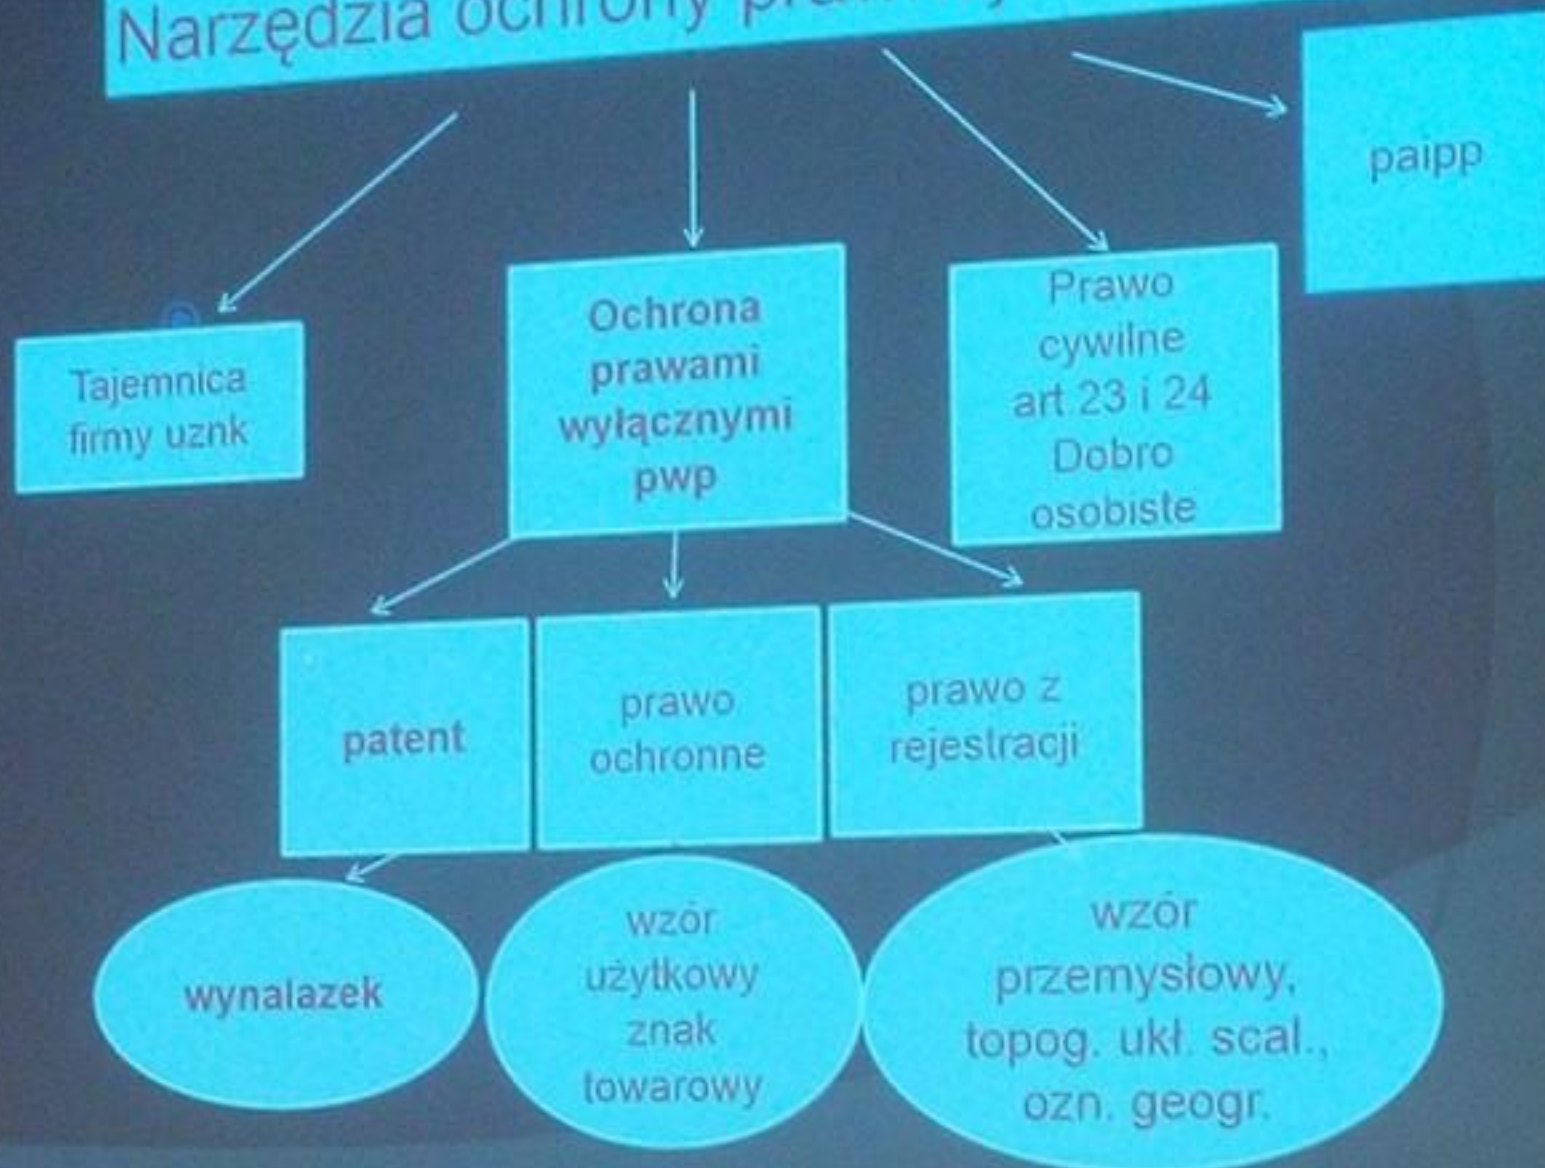 Narzędzia ochrony
paipp
Tajemnica
firmy uznk
Ochrona
prawami
wyłącznymi
pwp
Prawo
cywilne
art 23 i 24
Dobro
osobiste
patent
prawo
ochronne
prawo z
rejestracji
wynalazek
wzór
użytkowy
znak
towarowy
wzór
przemysłowy,
topog. ukł. scal.,
ozn. geogr.